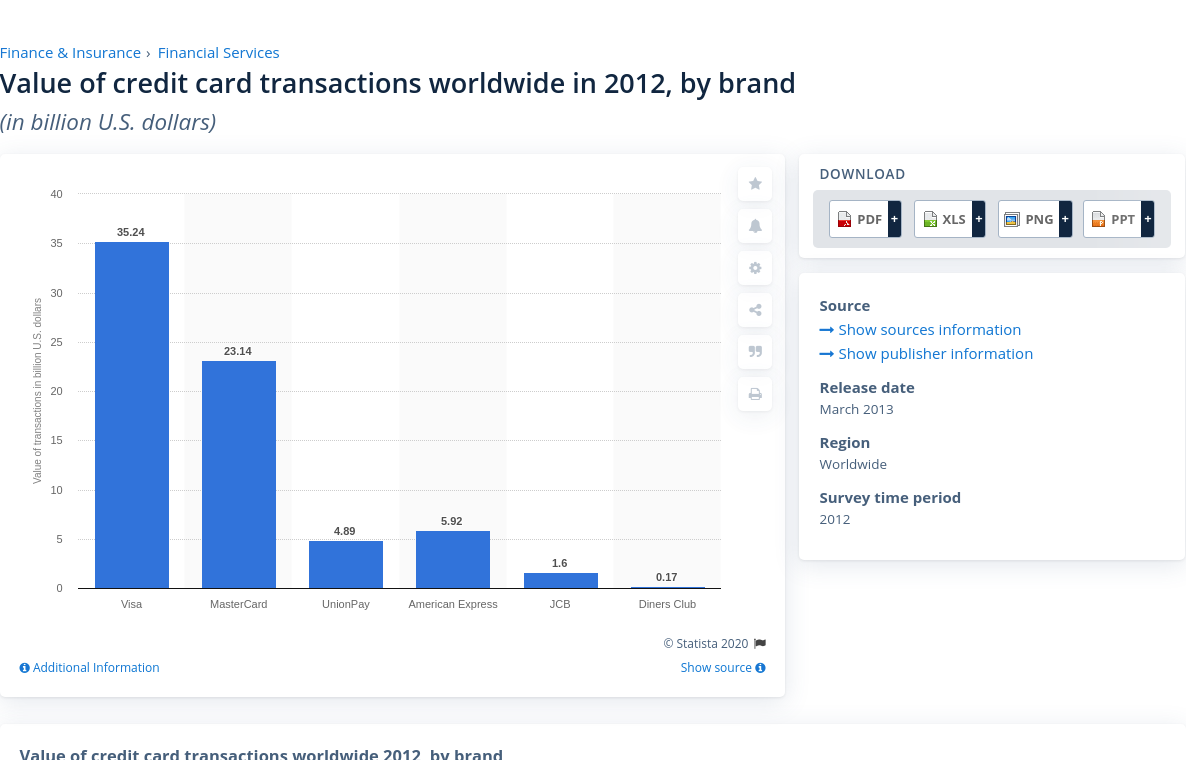 Finance & Insurance › Financial Services
Value of credit card transactions worldwide in 2012, by brand
(in billion U.S. dollars)
Value of transactions in billion U.S. dollars
40
35
30
25
20
15
10
5
0
35.24
23.14
4.89
5.92
1.6
0.17
Visa
MasterCard
UnionPay
American Express
JCB
Diners Club
© Statista 2020
Additional Information
Show source
DOWNLOAD
PDF +
XLS +
PNG +
PPT +
Source
Show sources information
Show publisher information
Release date
March 2013
Region
Worldwide
Survey time period
2012
Value of credit card transactions worldwide 2012, by brand